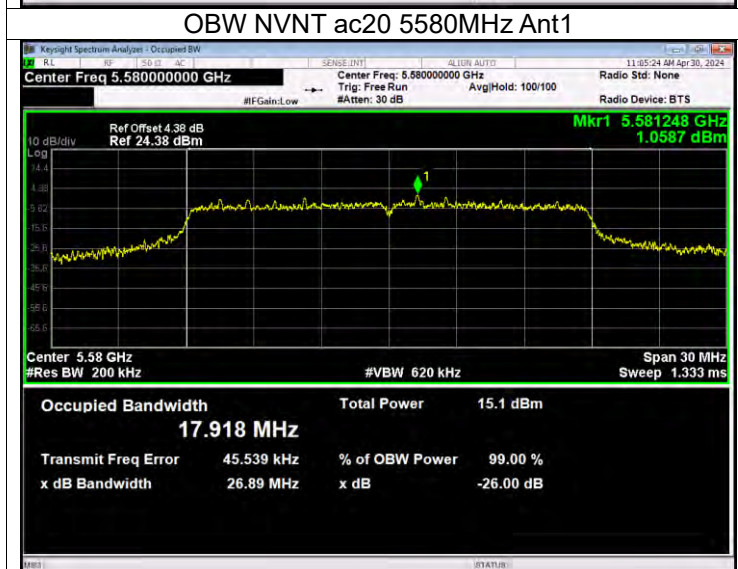 OBW NVNT ac20 5580MHz Ant1
Keysight Spectrum Analyzer - Occupied BW
RL RF 50 Ω AC SENSE:INT ALIGN AUTO 11:05:24 AM Apr 30, 2024
Center Freq 5.580000000 GHz Center Freq: 5.580000000 GHz Radio Std: None
Trig: Free Run Avg|Hold: 100/100
#IFGain:Low #Atten: 30 dB Radio Device: BTS
Ref Offset 4.38 dB Mkr1 5.581248 GHz
10 dB/div Ref 24.38 dBm 1.0587 dBm
Log
14.4
4.38
1
-5.62
-15.6
-25.6
-35.6
-45.6
-55.6
-65.6
Center 5.58 GHz Span 30 MHz
#Res BW 200 kHz #VBW 620 kHz Sweep 1.333 ms
Occupied Bandwidth Total Power 15.1 dBm
17.918 MHz
Transmit Freq Error 45.539 kHz % of OBW Power 99.00 %
x dB Bandwidth 26.89 MHz x dB -26.00 dB
MSG STATUS